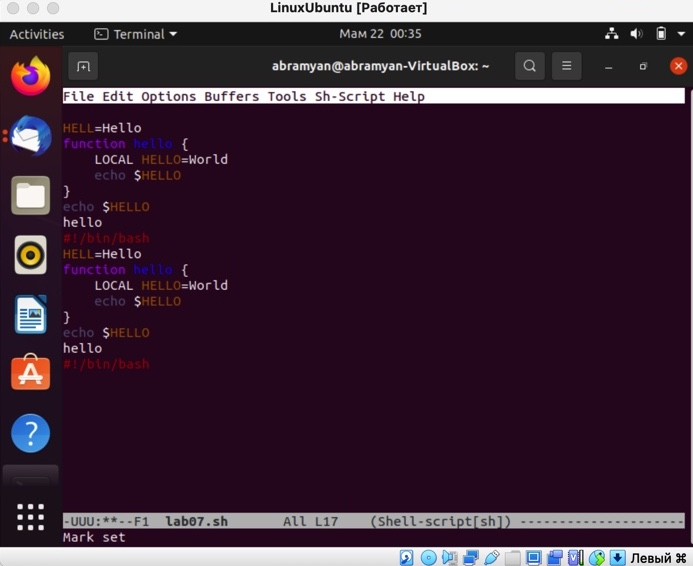 LinuxUbuntu [Работает]
Activities Terminal Мам 22 00:35
abramyan@abramyan-VirtualBox: ~
File Edit Options Buffers Tools Sh-Script Help
HELL=Hello
function hello {
    LOCAL HELLO=World
    echo $HELLO
}
echo $HELLO
hello
#!/bin/bash
HELL=Hello
function hello {
    LOCAL HELLO=World
    echo $HELLO
}
echo $HELLO
hello
#!/bin/bash
-UUU:**--F1  lab07.sh       All L17    (Shell-script[sh]) ----------------------
Mark set
Левый ⌘